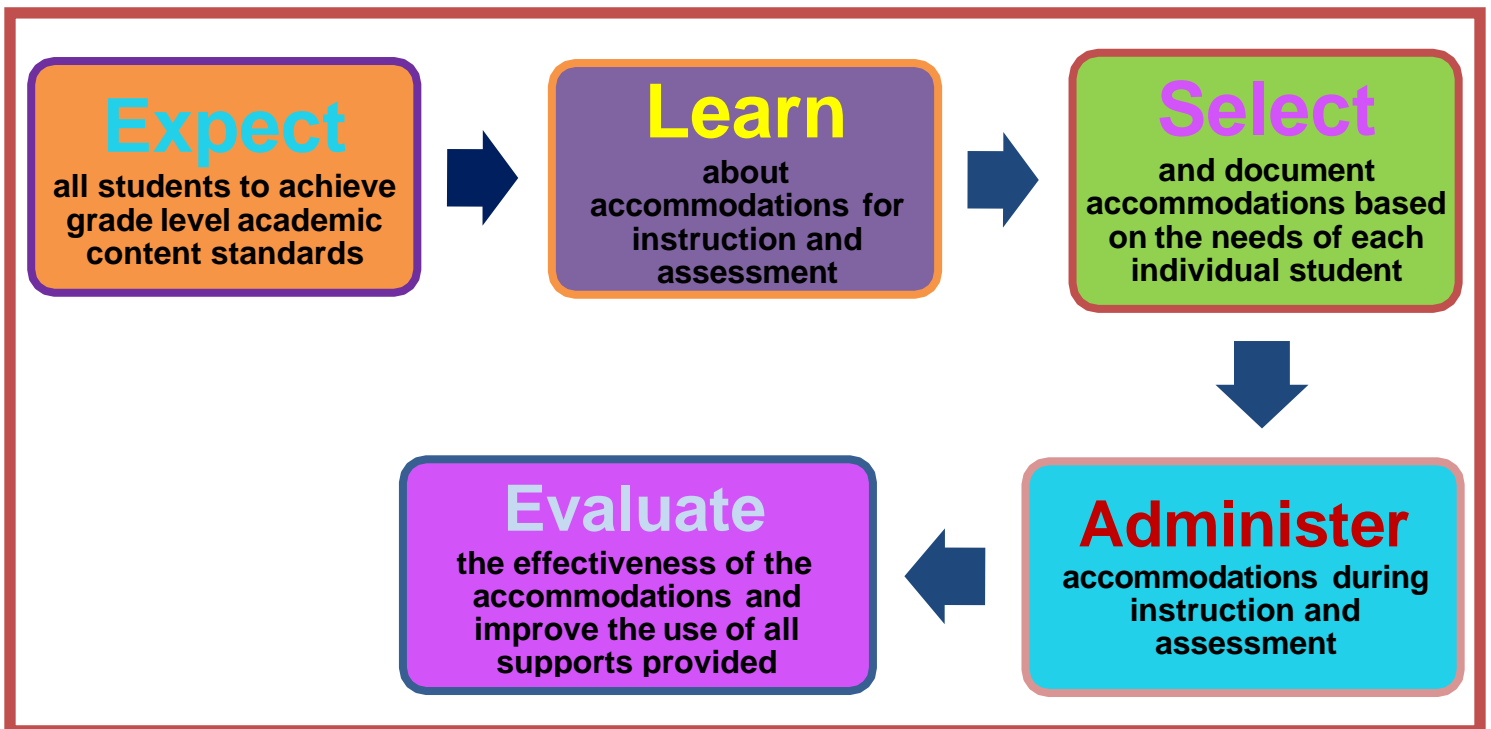 Expect
all students to achieve
grade level academic
content standards
Learn
about
accommodations for
instruction and
assessment
Select
and document
accommodations based
on the needs of each
individual student
Administer
accommodations during
instruction and
assessment
Evaluate
the effectiveness of the
accommodations and
improve the use of all
supports provided